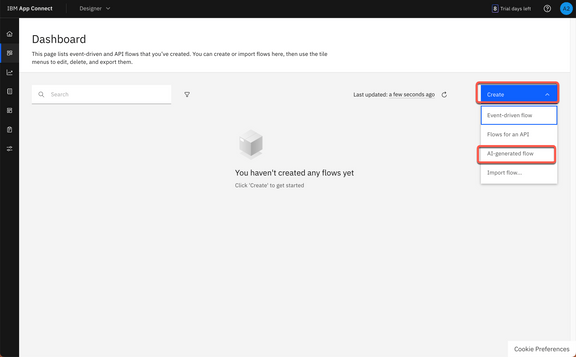 IBM App Connect
Designer
8 Trial days left
A2
Dashboard
This page lists event-driven and API flows that you've created. You can create or import flows here, then use the tile
menus to edit, delete, and export them.
Search
Last updated: a few seconds ago
Create
Event-driven flow
Flows for an API
AI-generated flow
Import flow...
You haven't created any flows yet
Click 'Create' to get started
Cookie Preferences